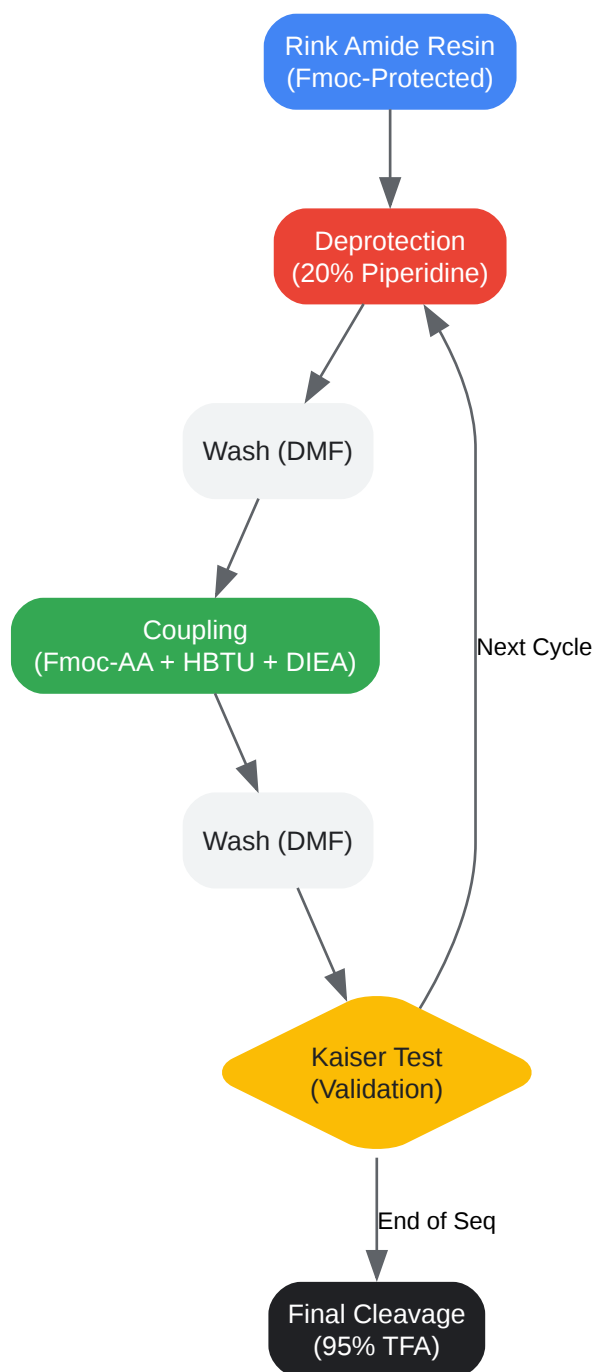 Rink Amide Resin
(Fmoc-Protected)
Deprotection
(20% Piperidine)
Wash (DMF)
Coupling
(Fmoc-AA + HBTU + DIEA)
Next Cycle
Wash (DMF)
Kaiser Test
(Validation)
End of Seq
Final Cleavage
(95% TFA)